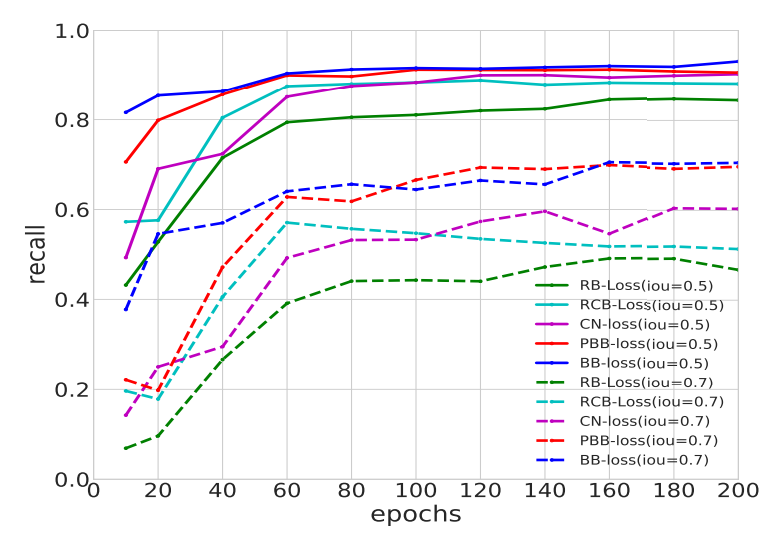 1.0
0.8
0.6
0.4
0.2
0.0
recall
RB-Loss(iou=0.5)
RCB-Loss(iou=0.5)
CN-loss(iou=0.5)
PBB-loss(iou=0.5)
BB-loss(iou=0.5)
RB-Loss(iou=0.7)
RCB-Loss(iou=0.7)
CN-loss(iou=0.7)
PBB-loss(iou=0.7)
BB-loss(iou=0.7)
0 20 40 60 80 100 120 140 160 180 200
epochs